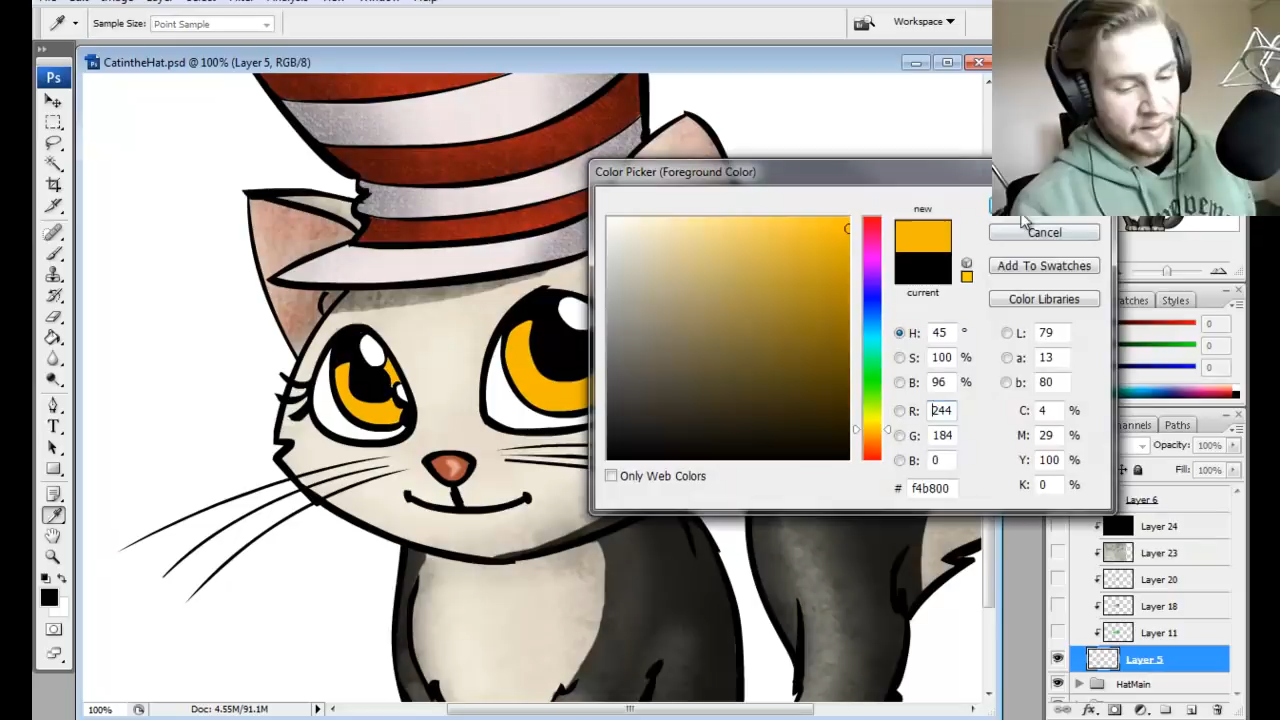 Sample Size: Point Sample
Workspace
Ps
CatintheHat.psd @ 100% (Layer 5, RGB/8)
Color Picker (Foreground Color)
new
current
Cancel
Add To Swatches
Color Libraries
H: 45 °
S: 100 %
B: 96 %
R: 244
G: 184
B: 0
# f4b800
L: 79
a: 13
b: 80
C: 4 %
M: 29 %
Y: 100 %
K: 0 %
Only Web Colors
Styles
0
0
0
Paths
Opacity: 100%
Fill: 100%
Layer 6
Layer 24
Layer 23
Layer 20
Layer 18
Layer 11
Layer 5
HatMain
T
fx
100%
Doc: 4.55M/91.1M